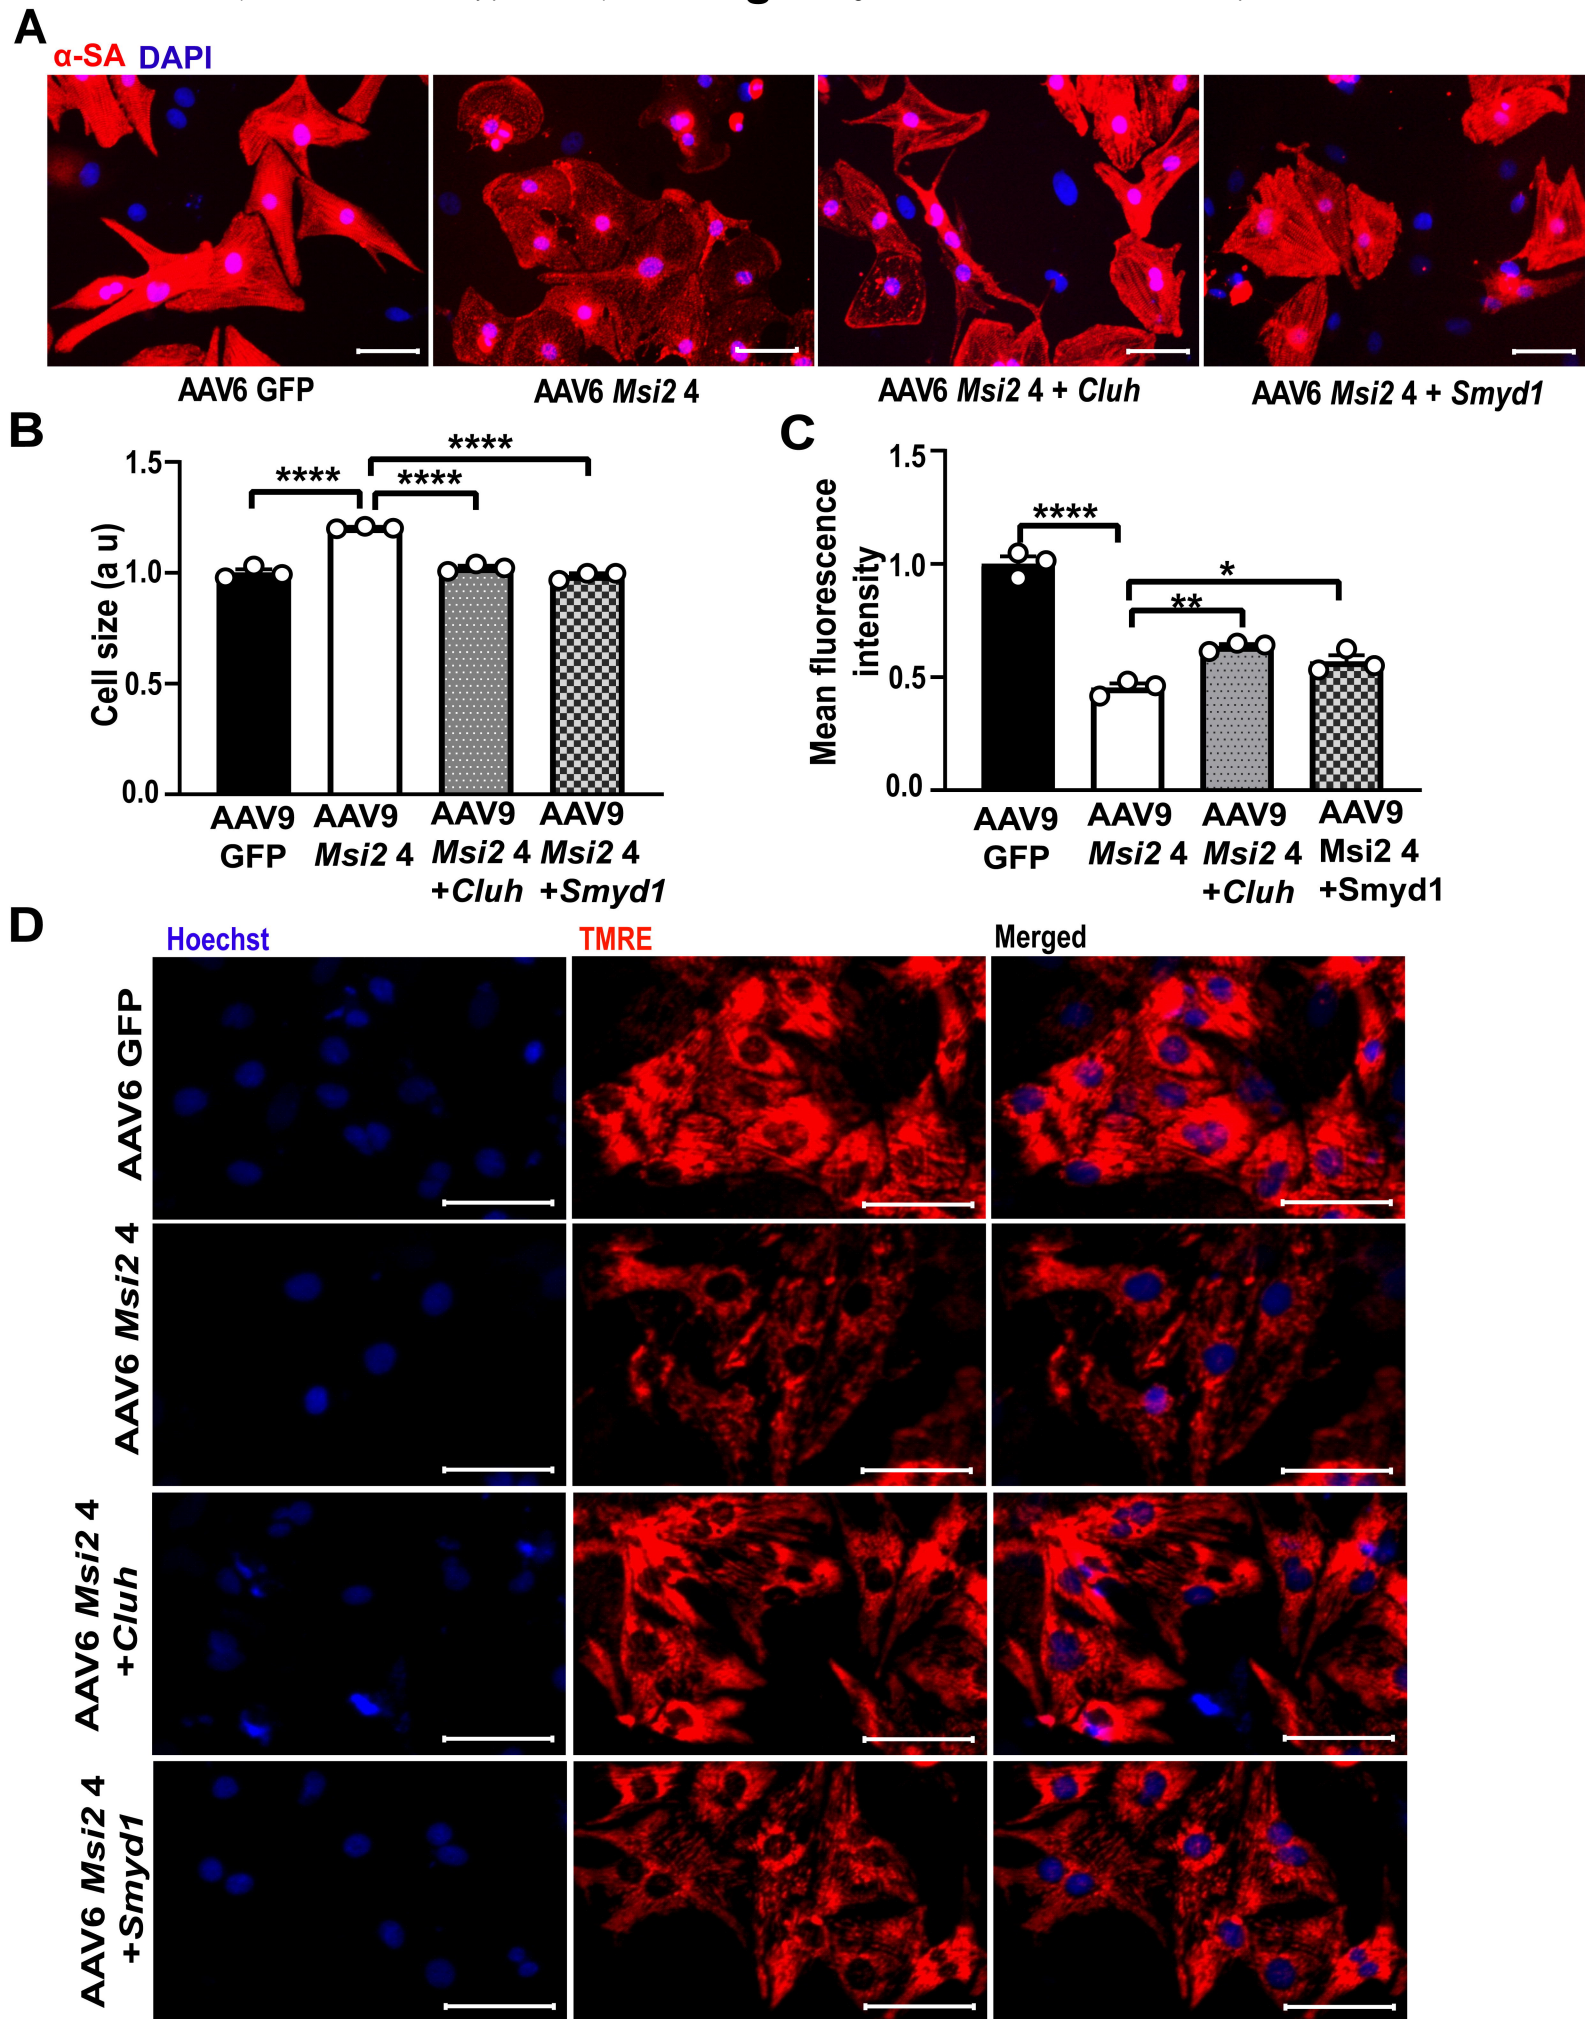 A
α-SA DAPI
AAV6 GFP
AAV6 Msi2 4
AAV6 Msi2 4 + Cluh
AAV6 Msi2 4 + Smyd1
B
Cell size (a u)
1.5
1.0
0.5
0.0
****
****
****
AAV9
GFP
AAV9
Msi2 4
AAV9
Msi2 4
+Cluh
AAV9
Msi2 4
+Smyd1
C
Mean fluorescence
intensity
1.5
1.0
0.5
0.0
****
*
**
AAV9
GFP
AAV9
Msi2 4
AAV9
Msi2 4
+Cluh
AAV9
Msi2 4
+Smyd1
D
Hoechst
TMRE
Merged
AAV6 GFP
AAV6 Msi2 4
AAV6 Msi2 4
+Cluh
AAV6 Msi2 4
+Smyd1